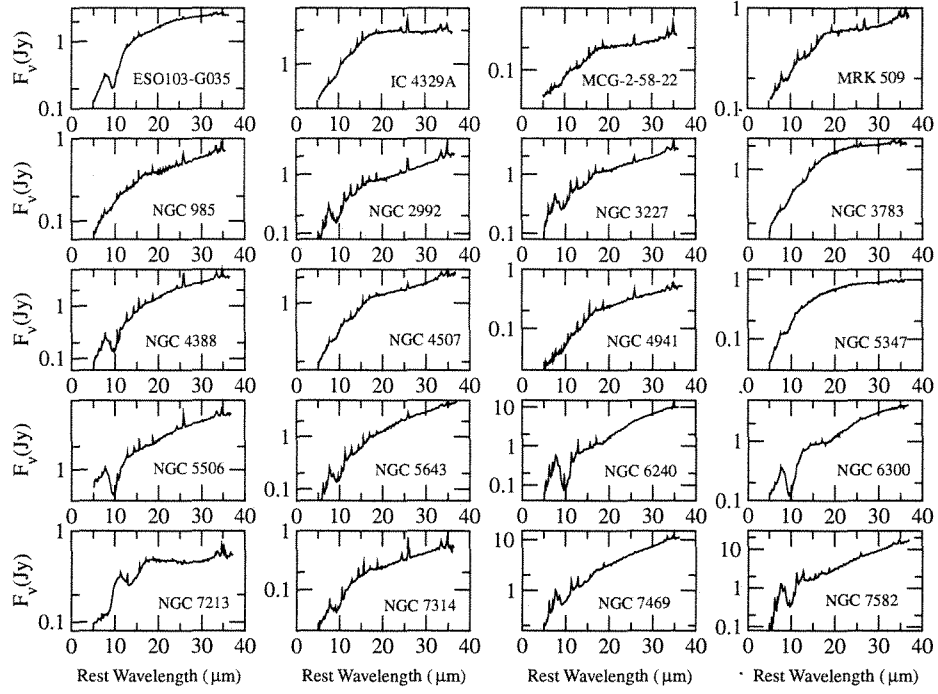 F_ν(Jy)
1
0.1
ESO103-G035
0 10 20 30 40
1
IC 4329A
0 10 20 30 40
0.1
MCG-2-58-22
0 10 20 30 40
1
0.1
MRK 509
0 10 20 30 40
F_ν(Jy)
0.1
NGC 985
0 10 20 30 40
1
0.1
NGC 2992
0 10 20 30 40
1
0.1
NGC 3227
0 10 20 30 40
1
NGC 3783
0 10 20 30 40
F_ν(Jy)
1
0.1
NGC 4388
0 10 20 30 40
1
NGC 4507
0 10 20 30 40
1
0.1
NGC 4941
0 10 20 30 40
1
0.1
NGC 5347
0 10 20 30 40
F_ν(Jy)
1
NGC 5506
0 10 20 30 40
1
0.1
NGC 5643
0 10 20 30 40
10
1
0.1
NGC 6240
0 10 20 30 40
1
0.1
NGC 6300
0 10 20 30 40
F_ν(Jy)
1
0.1
NGC 7213
0 10 20 30 40
Rest Wavelength (μm)
1
0.1
NGC 7314
0 10 20 30 40
Rest Wavelength (μm)
10
1
NGC 7469
0 10 20 30 40
Rest Wavelength (μm)
10
1
0.1
NGC 7582
0 10 20 30 40
Rest Wavelength (μm)